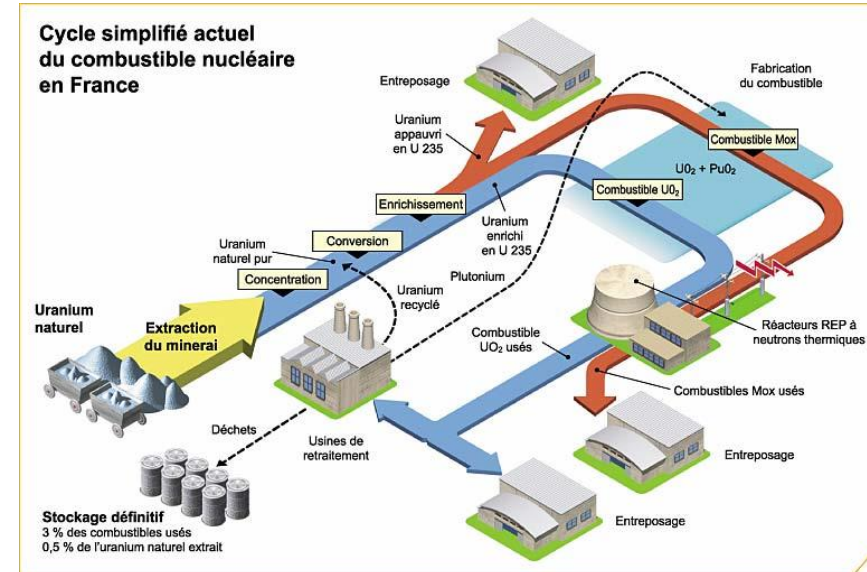 Cycle simplifié actuel
du combustible nucléaire
en France
Entreposage
Fabrication
du combustible
Uranium
appauvri
en U 235
Combustible Mox
U0₂ + Pu0₂
Enrichissement
Combustible U0₂
Uranium
enrichi
en U 235
Conversion
Uranium
naturel pur
Concentration
Plutonium
Uranium
recyclé
Uranium
naturel
Extraction
du minerai
Combustible
UO₂ usés
Réacteurs REP à
neutrons thermiques
Combustibles Mox usés
Déchets
Usines de
retraitement
Entreposage
Entreposage
Stockage définitif
3 % des combustibles usés
0,5 % de l'uranium naturel extrait